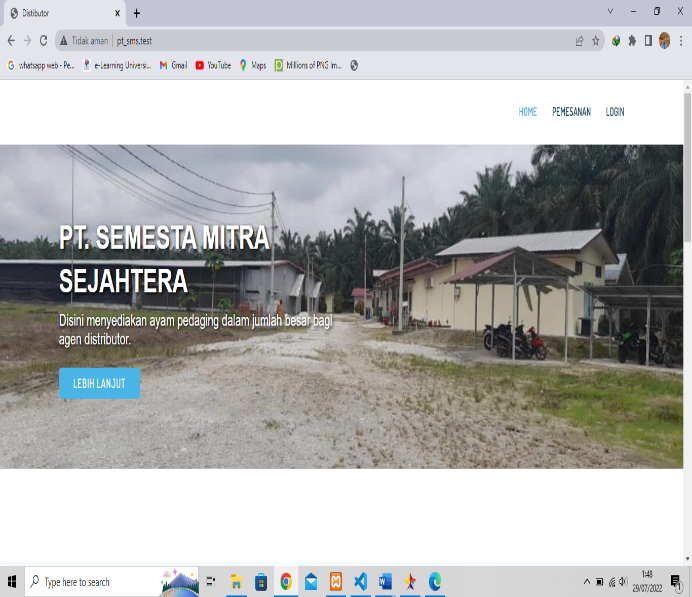 Distibutor
Tidak aman
pt_sms.test
whatsapp web - Pe...
e-Learning Universi...
Gmail
YouTube
Maps
Millions of PNG Im...
HOME
PEMESANAN
LOGIN
PT. SEMESTA MITRA
SEJAHTERA
Disini menyediakan ayam pedaging dalam jumlah besar bagi
agen distributor.
LEBIH LANJUT
Type here to search
1:48
29/07/2022